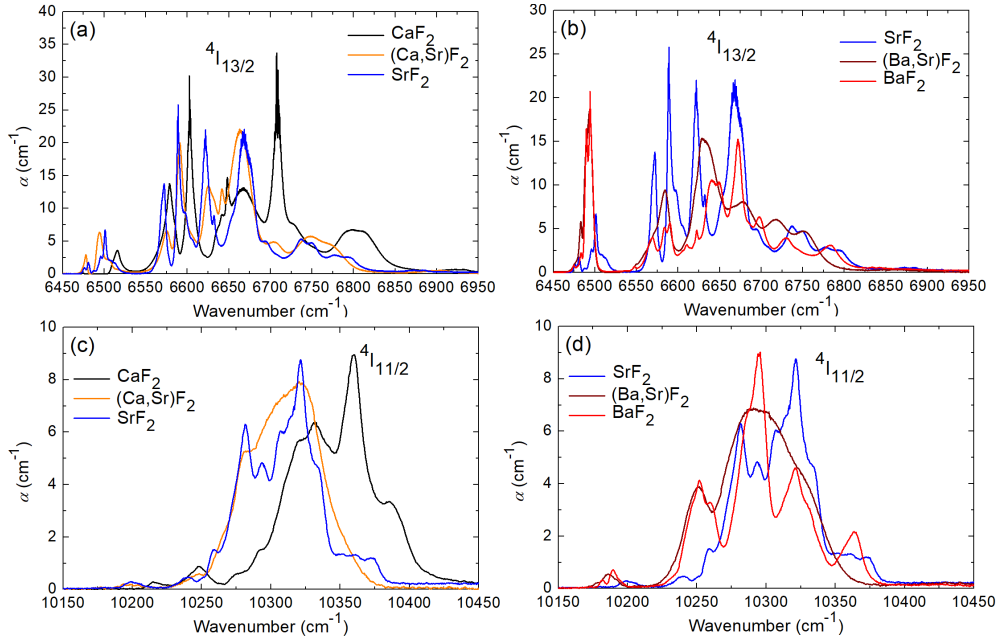 (a)
⁴I₁₃/₂
CaF₂
(Ca,Sr)F₂
SrF₂
α (cm⁻¹)
40
35
30
25
20
15
10
5
0
6450 6500 6550 6600 6650 6700 6750 6800 6850 6900 6950
Wavenumber (cm⁻¹)
(b)
⁴I₁₃/₂
SrF₂
(Ba,Sr)F₂
BaF₂
α (cm⁻¹)
30
25
20
15
10
5
0
6450 6500 6550 6600 6650 6700 6750 6800 6850 6900 6950
Wavenumber (cm⁻¹)
(c)
⁴I₁₁/₂
CaF₂
(Ca,Sr)F₂
SrF₂
α (cm⁻¹)
10
8
6
4
2
0
10150 10200 10250 10300 10350 10400 10450
Wavenumber (cm⁻¹)
(d)
⁴I₁₁/₂
SrF₂
(Ba,Sr)F₂
BaF₂
α (cm⁻¹)
10
8
6
4
2
0
10150 10200 10250 10300 10350 10400 10450
Wavenumber (cm⁻¹)